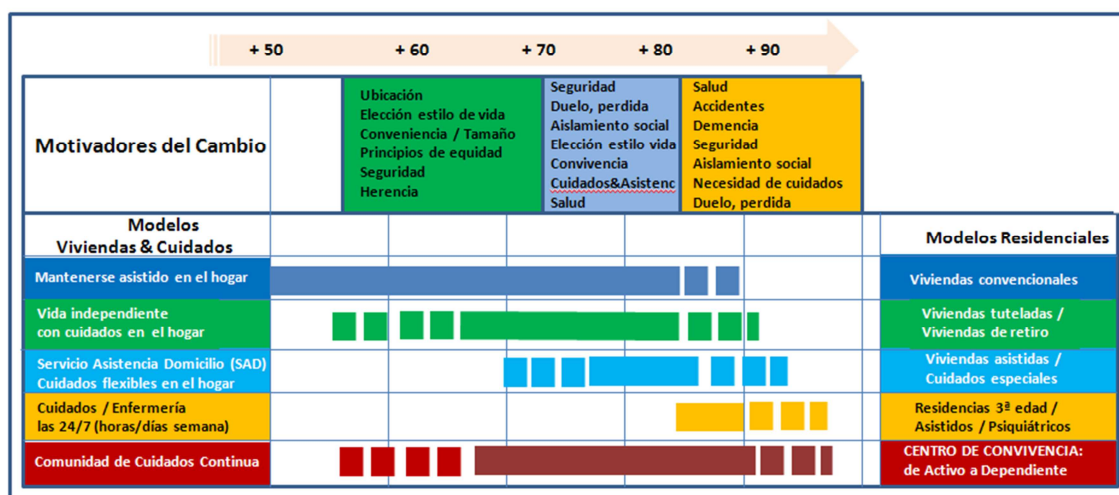 + 50 + 60 + 70 + 80 + 90
Motivadores del Cambio
Ubicación
Elección estilo de vida
Conveniencia / Tamaño
Principios de equidad
Seguridad
Herencia
Seguridad
Duelo, perdida
Aislamiento social
Elección estilo vida
Convivencia
Cuidados&Asistenc
Salud
Salud
Accidentes
Demencia
Seguridad
Aislamiento social
Necesidad de cuidados
Duelo, perdida
Modelos
Viviendas & Cuidados
Modelos Residenciales
Mantenerse asistido en el hogar
Viviendas convencionales
Vida independiente
con cuidados en el hogar
Viviendas tuteladas /
Viviendas de retiro
Servicio Asistencia Domicilio (SAD)
Cuidados flexibles en el hogar
Viviendas asistidas /
Cuidados especiales
Cuidados / Enfermería
las 24/7 (horas/días semana)
Residencias 3ª edad /
Asistidos / Psiquiátricos
Comunidad de Cuidados Continua
CENTRO DE CONVIVENCIA:
de Activo a Dependiente